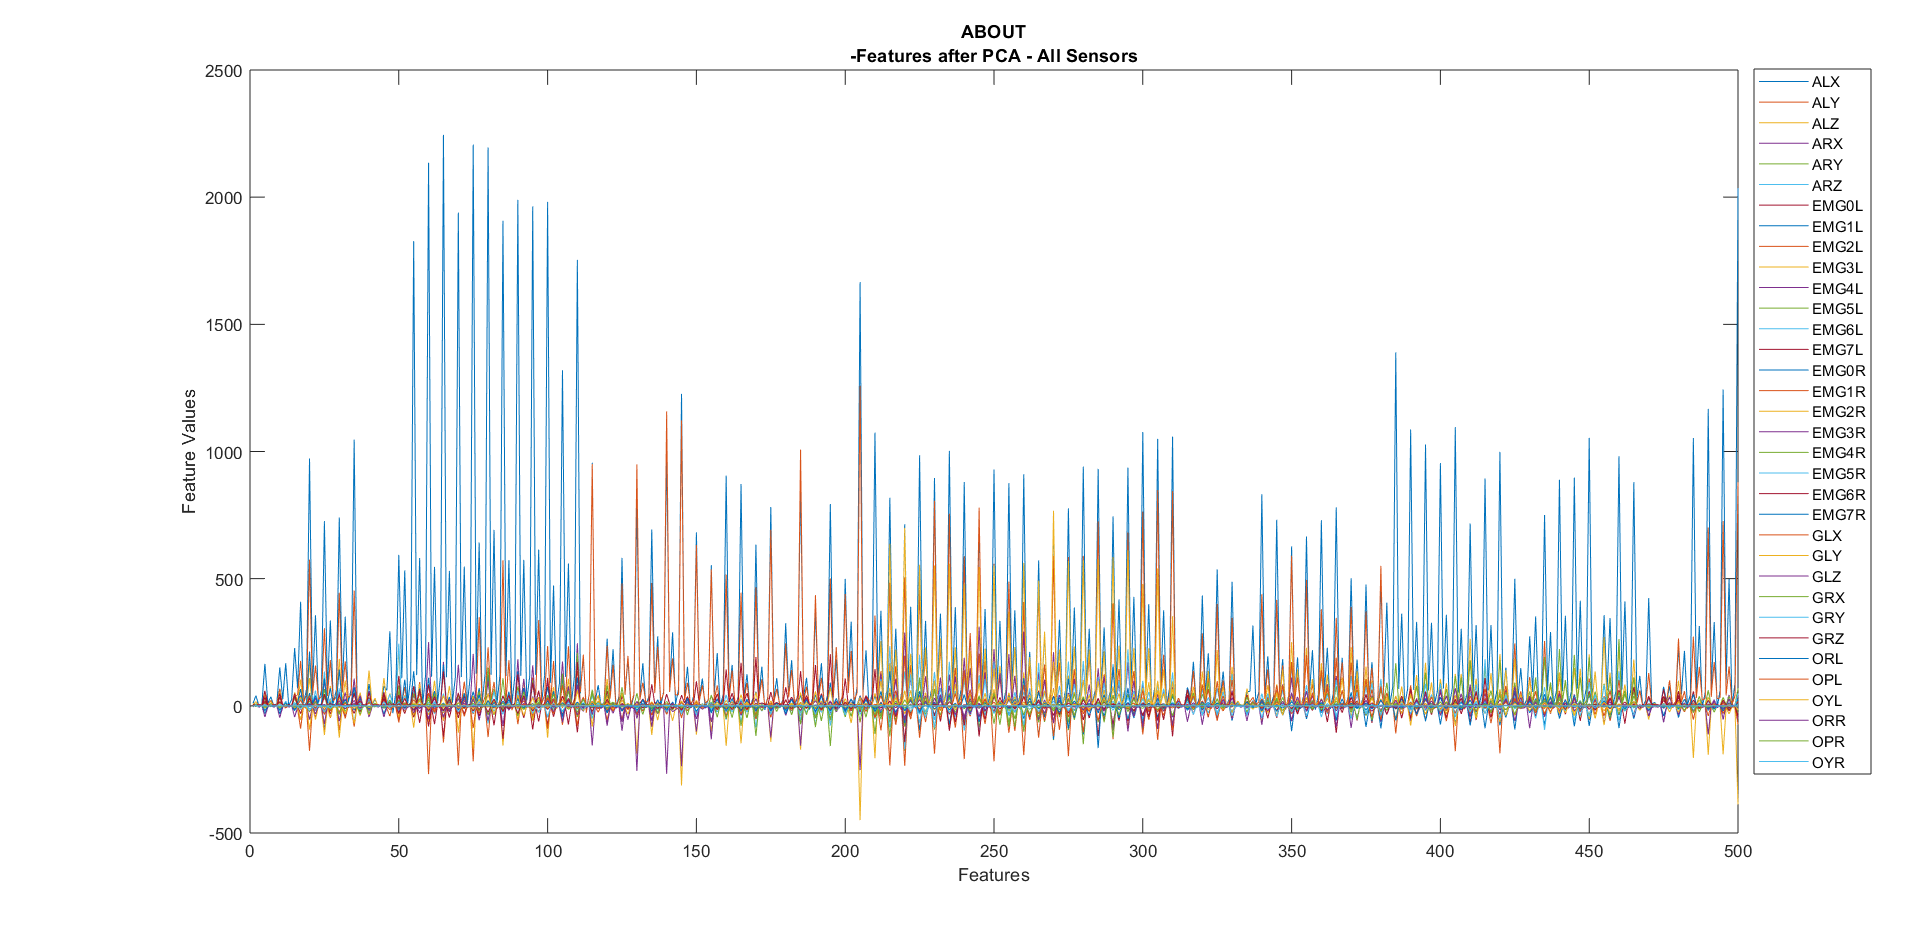 ABOUT
-Features after PCA - All Sensors
2500
2000
1500
1000
500
0
-500
Feature Values
0 50 100 150 200 250 300 350 400 450 500
Features
ALX
ALY
ALZ
ARX
ARY
ARZ
EMG0L
EMG1L
EMG2L
EMG3L
EMG4L
EMG5L
EMG6L
EMG7L
EMG0R
EMG1R
EMG2R
EMG3R
EMG4R
EMG5R
EMG6R
EMG7R
GLX
GLY
GLZ
GRX
GRY
GRZ
ORL
OPL
OYL
ORR
OPR
OYR